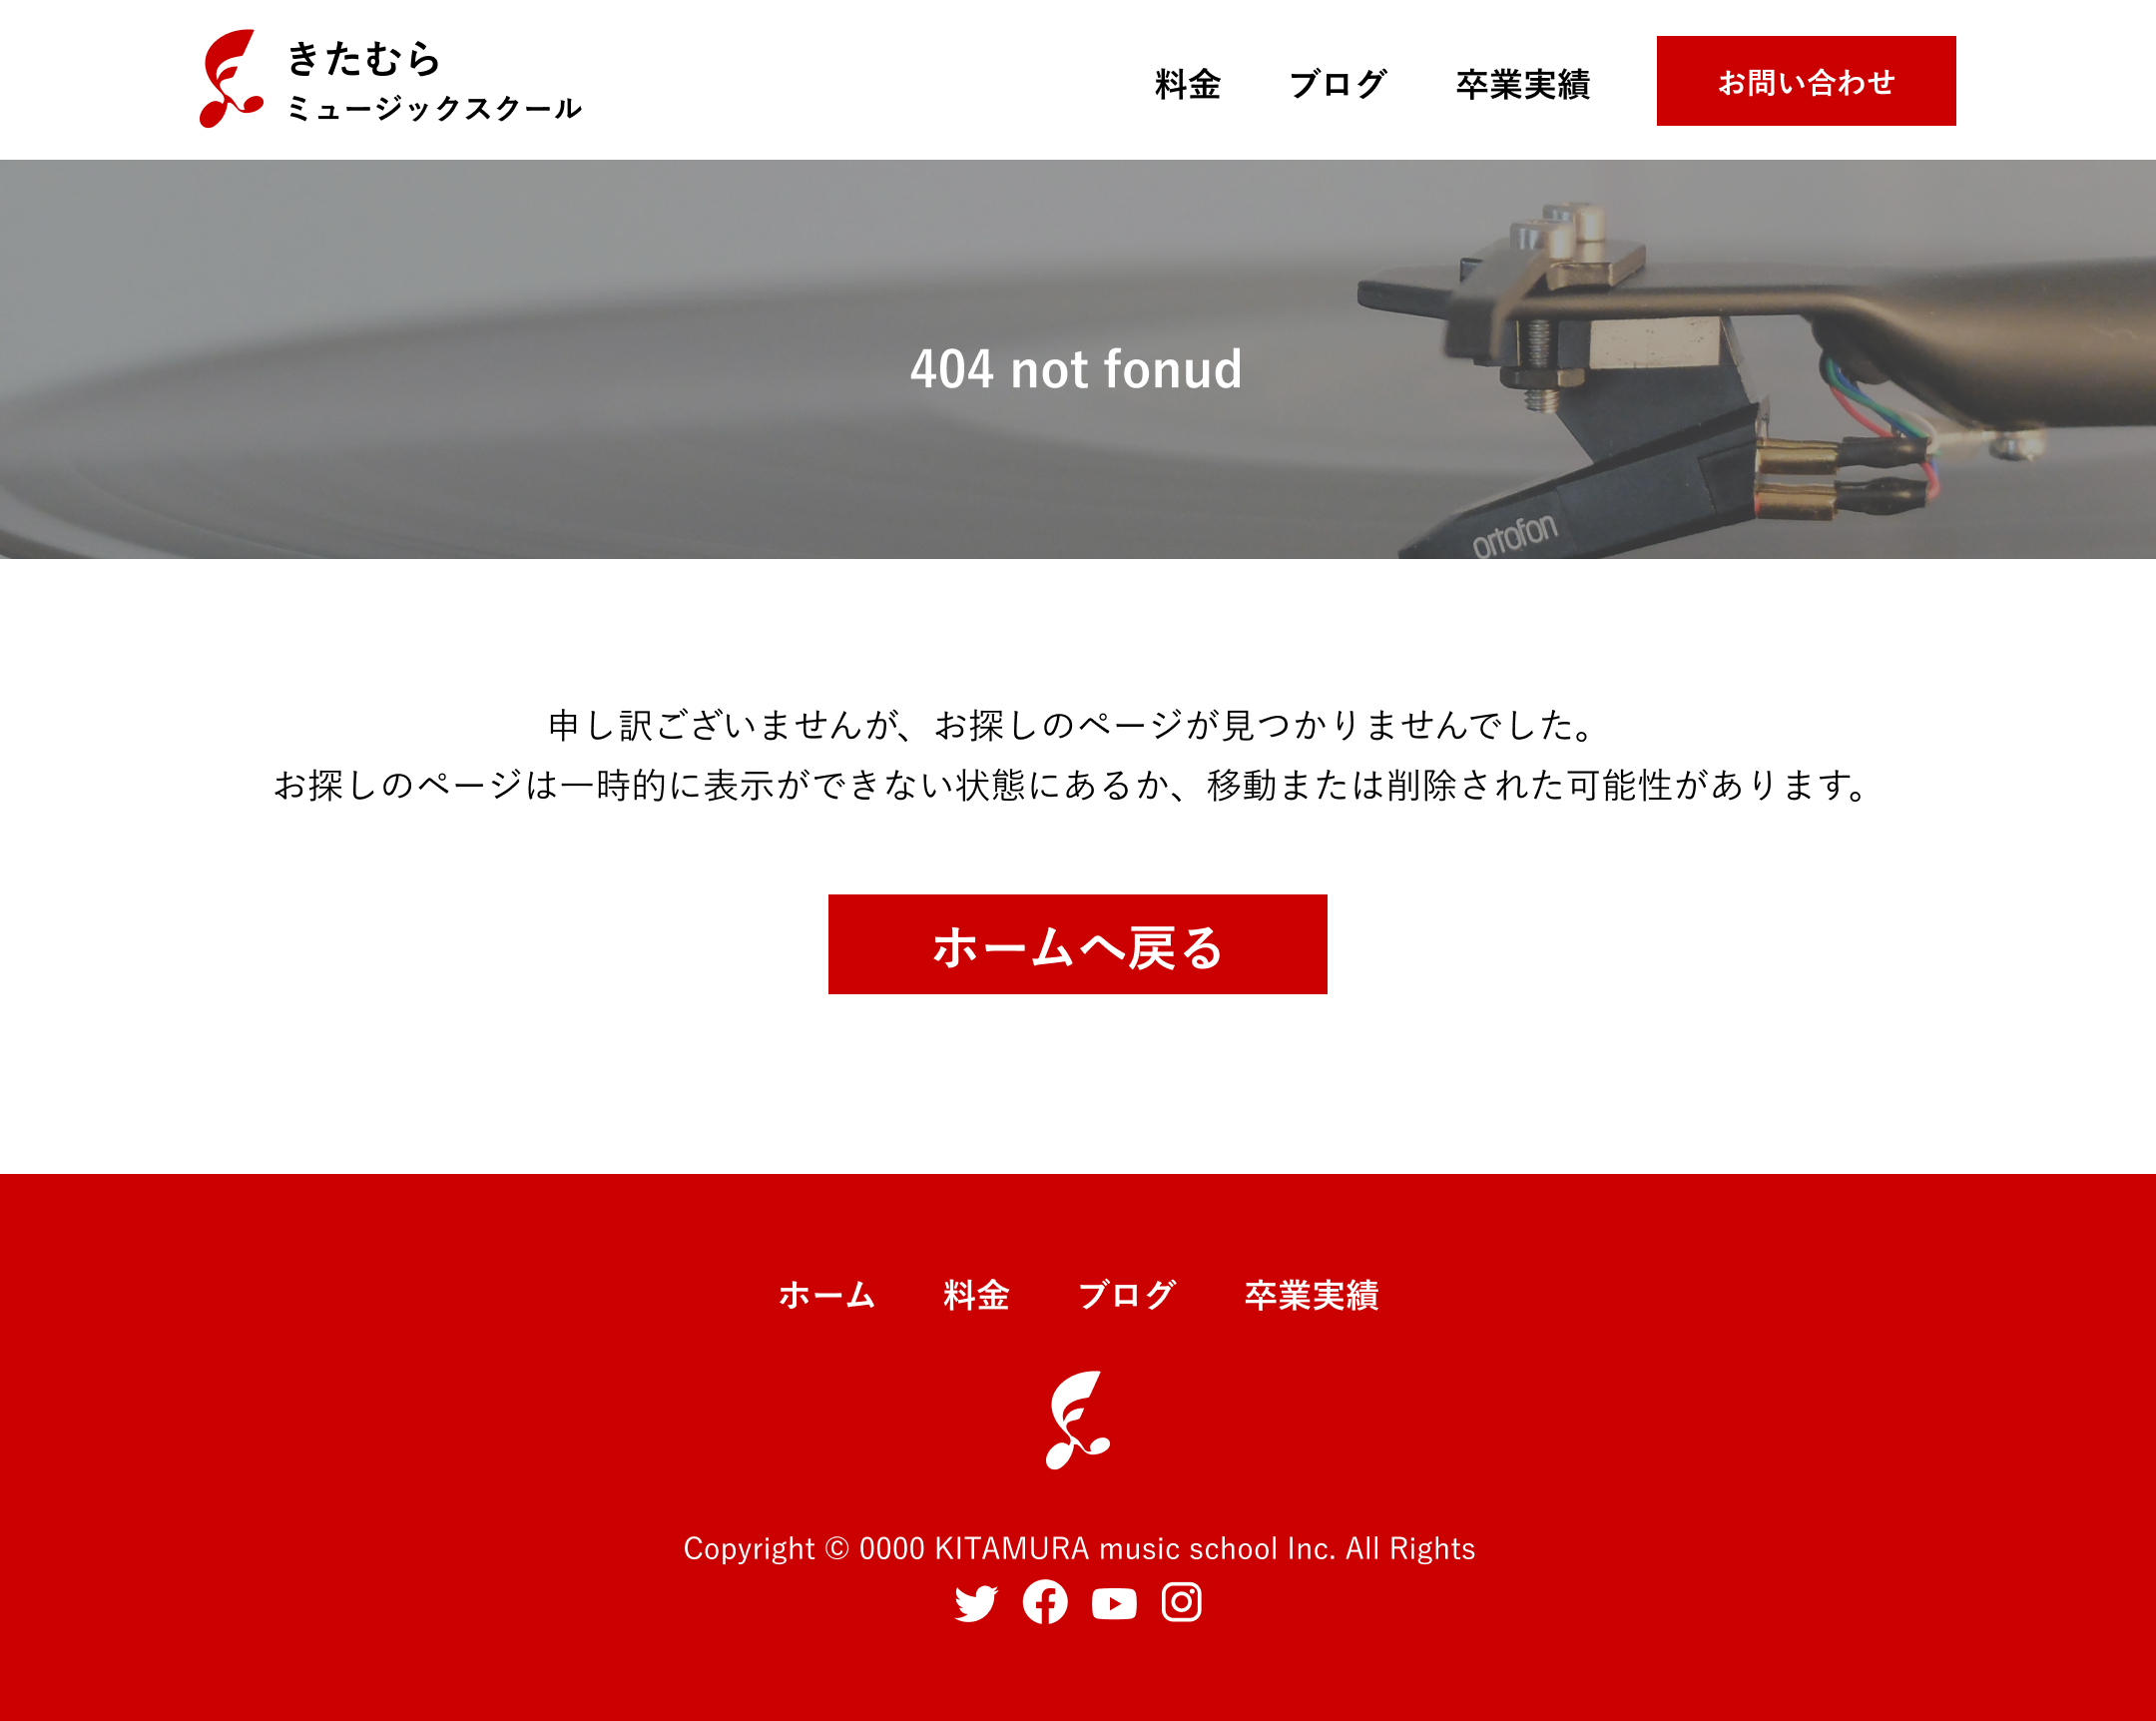 きたむら
ミュージックスクール
料金 ブログ 卒業実績 お問い合わせ
404 not fonud
ortofon
申し訳ございませんが、お探しのページが見つかりませんでした。
お探しのページは一時的に表示ができない状態にあるか、移動または削除された可能性があります。
ホームへ戻る
ホーム 料金 ブログ 卒業実績
Copyright © 0000 KITAMURA music school Inc. All Rights